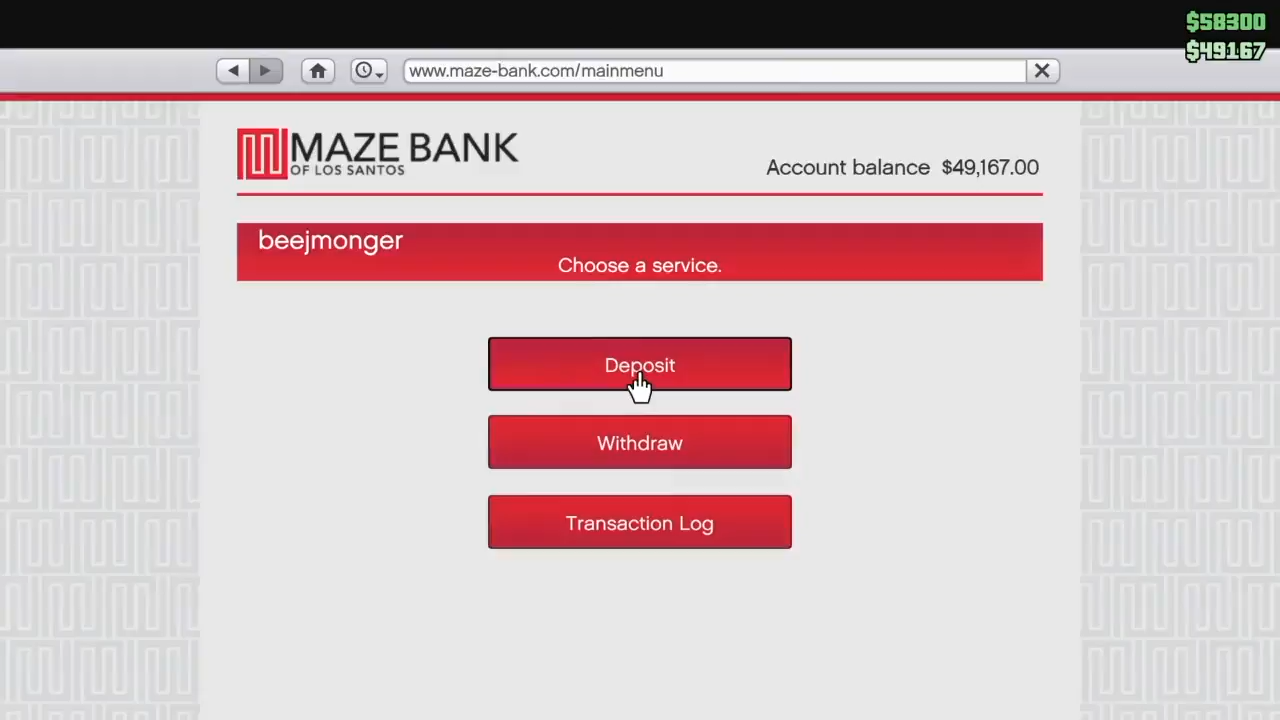 $58300
$49167
www.maze-bank.com/mainmenu
MAZE BANK
OF LOS SANTOS
Account balance $49,167.00
beejmonger
Choose a service.
Deposit
Withdraw
Transaction Log